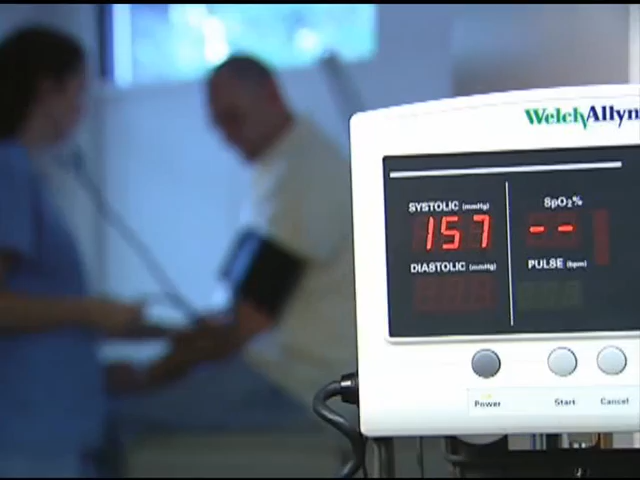 WelchAllyn
SYSTOLIC (mmHg)
SpO₂%
157
--
DIASTOLIC (mmHg)
PULSE (bpm)
Power
Start
Cancel